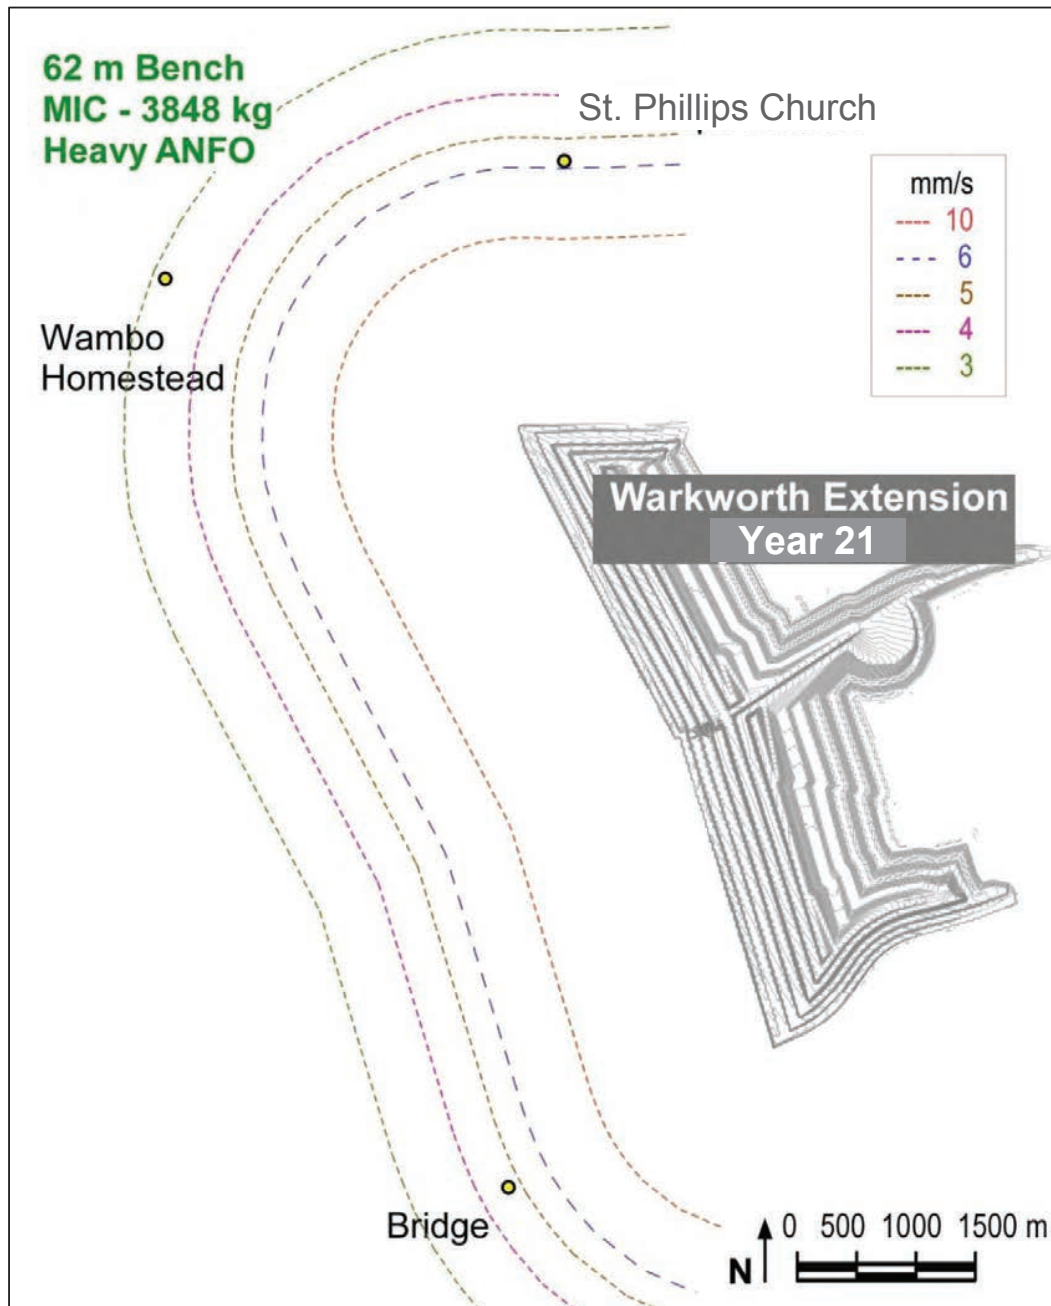 62 m Bench
MIC - 3848 kg
Heavy ANFO
St. Phillips Church
mm/s
10
6
5
4
3
Wambo
Homestead
Warkworth Extension
Year 21
Bridge
N
0 500 1000 1500 m